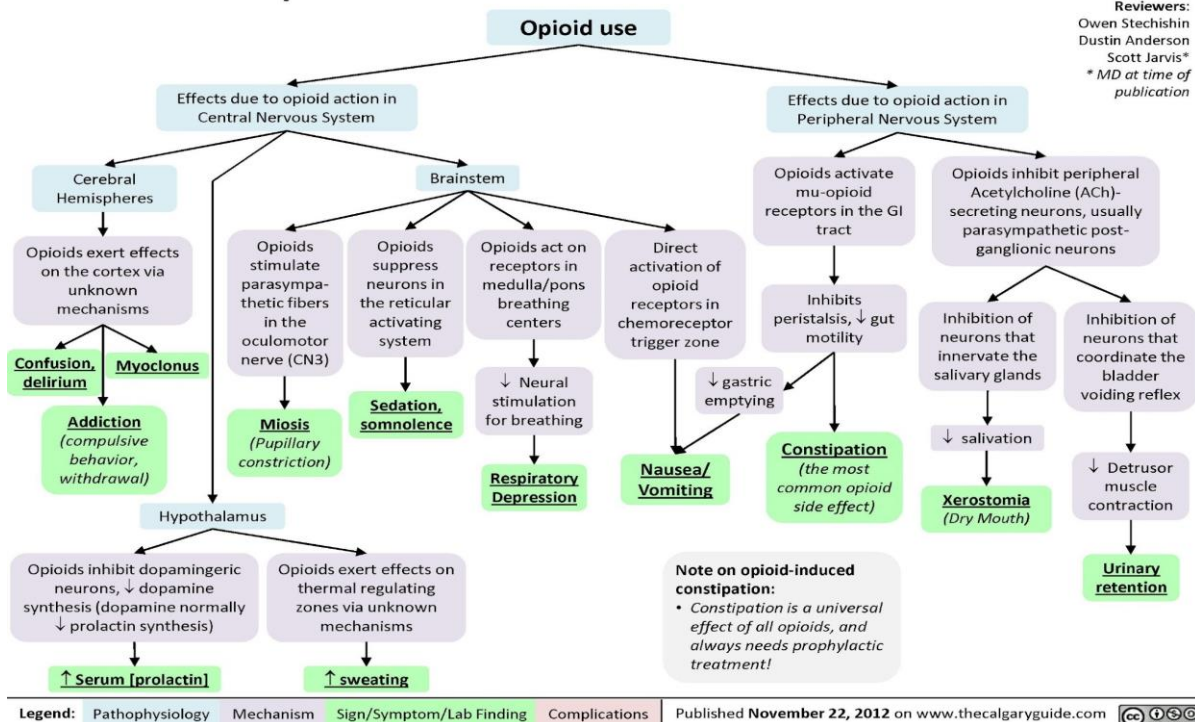 Opioid use
Reviewers:
Owen Stechishin
Dustin Anderson
Scott Jarvis*
* MD at time of
publication
Effects due to opioid action in
Central Nervous System
Effects due to opioid action in
Peripheral Nervous System
Cerebral
Hemispheres
Brainstem
Opioids activate
mu-opioid
receptors in the GI
tract
Opioids inhibit peripheral
Acetylcholine (ACh)-
secreting neurons, usually
parasympathetic post-
ganglionic neurons
Opioids exert effects
on the cortex via
unknown
mechanisms
Opioids
stimulate
parasympa-
thetic fibers
in the
oculomotor
nerve (CN3)
Opioids
suppress
neurons in
the reticular
activating
system
Opioids act on
receptors in
medulla/pons
breathing
centers
Direct
activation of
opioid
receptors in
chemoreceptor
trigger zone
Inhibits
peristalsis, ↓ gut
motility
Inhibition of
neurons that
innervate the
salivary glands
Inhibition of
neurons that
coordinate the
bladder
voiding reflex
Confusion,
delirium
Myoclonus
Addiction
(compulsive
behavior,
withdrawal)
Miosis
(Pupillary
constriction)
Sedation,
somnolence
↓ Neural
stimulation
for breathing
Respiratory
Depression
↓ gastric
emptying
Nausea/
Vomiting
Constipation
(the most
common opioid
side effect)
↓ salivation
Xerostomia
(Dry Mouth)
↓ Detrusor
muscle
contraction
Urinary
retention
Hypothalamus
Opioids inhibit dopamingeric
neurons, ↓ dopamine
synthesis (dopamine normally
↓ prolactin synthesis)
Opioids exert effects on
thermal regulating
zones via unknown
mechanisms
↑ Serum [prolactin]
↑ sweating
Note on opioid-induced
constipation:
• Constipation is a universal
effect of all opioids, and
always needs prophylactic
treatment!
Legend: Pathophysiology Mechanism Sign/Symptom/Lab Finding Complications Published November 22, 2012 on www.thecalgaryguide.com